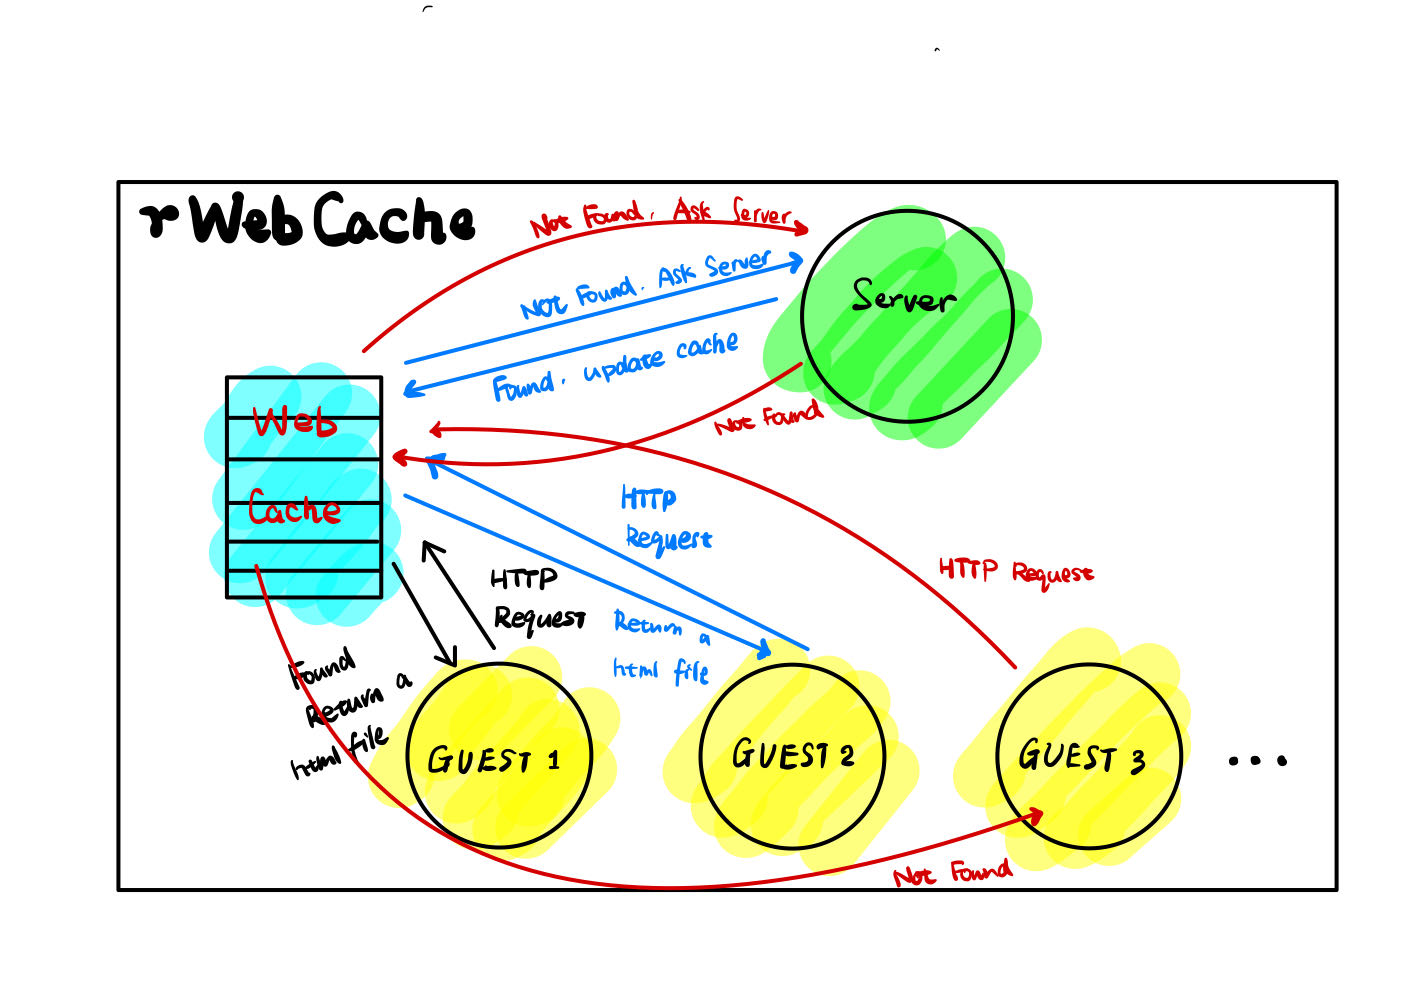 r Web Cache
Not Found. Ask Server
Not Found. Ask Server
Found. update cache
Server
Not Found
Web
Cache
HTTP
Request
HTTP
Request
HTTP Request
Return a
html file
Found
Return a
html file
GUEST 1
GUEST 2
GUEST 3
...
Not Found